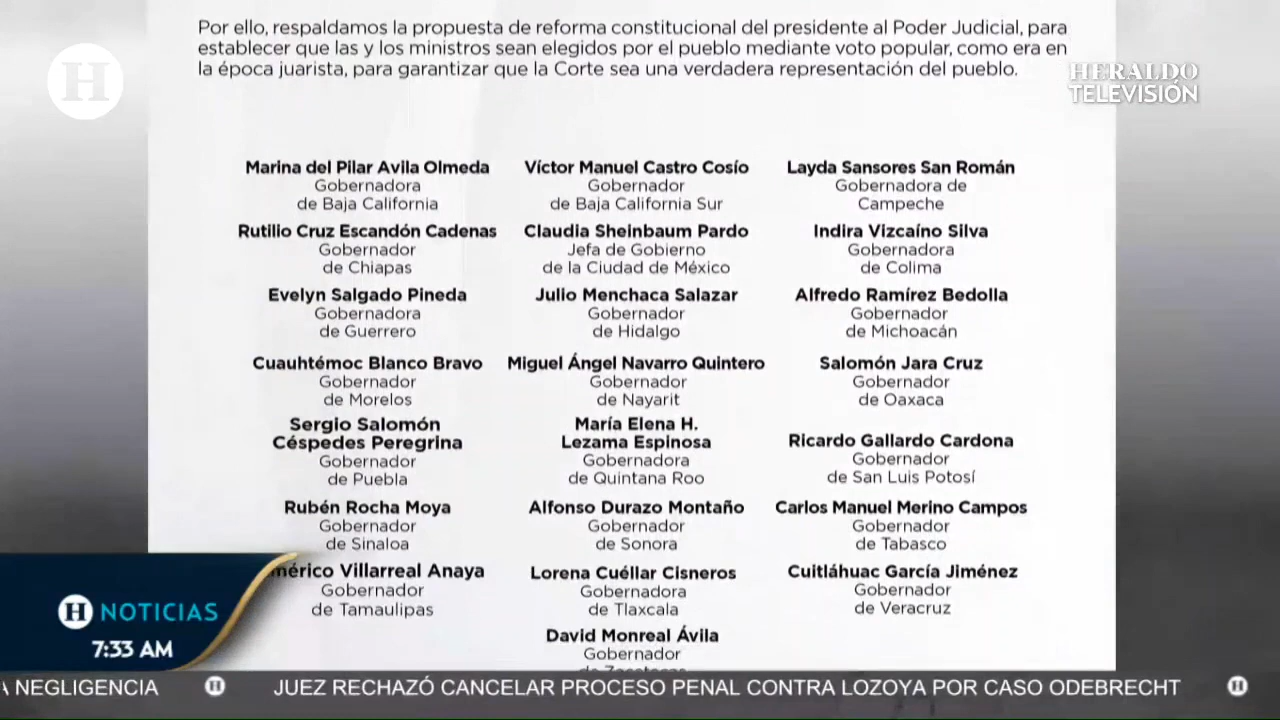 Por ello, respaldamos la propuesta de reforma constitucional del presidente al Poder Judicial, para
establecer que las y los ministros sean elegidos por el pueblo mediante voto popular, como era en
la época juarista, para garantizar que la Corte sea una verdadera representación del pueblo.
H
HERALDO
TELEVISIÓN
Marina del Pilar Avila Olmeda
Gobernadora
de Baja California
Víctor Manuel Castro Cosío
Gobernador
de Baja California Sur
Layda Sansores San Román
Gobernadora de
Campeche
Rutilio Cruz Escandón Cadenas
Gobernador
de Chiapas
Claudia Sheinbaum Pardo
Jefa de Gobierno
de la Ciudad de México
Indira Vizcaíno Silva
Gobernadora
de Colima
Evelyn Salgado Pineda
Gobernadora
de Guerrero
Julio Menchaca Salazar
Gobernador
de Hidalgo
Alfredo Ramírez Bedolla
Gobernador
de Michoacán
Cuauhtémoc Blanco Bravo
Gobernador
de Morelos
Miguel Ángel Navarro Quintero
Gobernador
de Nayarit
Salomón Jara Cruz
Gobernador
de Oaxaca
Sergio Salomón
Céspedes Peregrina
Gobernador
de Puebla
María Elena H.
Lezama Espinosa
Gobernadora
de Quintana Roo
Ricardo Gallardo Cardona
Gobernador
de San Luis Potosí
Rubén Rocha Moya
Gobernador
de Sinaloa
Alfonso Durazo Montaño
Gobernador
de Sonora
Carlos Manuel Merino Campos
Gobernador
de Tabasco
Villarreal Anaya
Gobernador
de Tamaulipas
Lorena Cuéllar Cisneros
Gobernadora
de Tlaxcala
Cuitláhuac García Jiménez
Gobernador
de Veracruz
David Monreal Ávila
Gobernador
H NOTICIAS
7:33 AM
NEGLIGENCIA H JUEZ RECHAZÓ CANCELAR PROCESO PENAL CONTRA LOZOYA POR CASO ODEBRECHT H